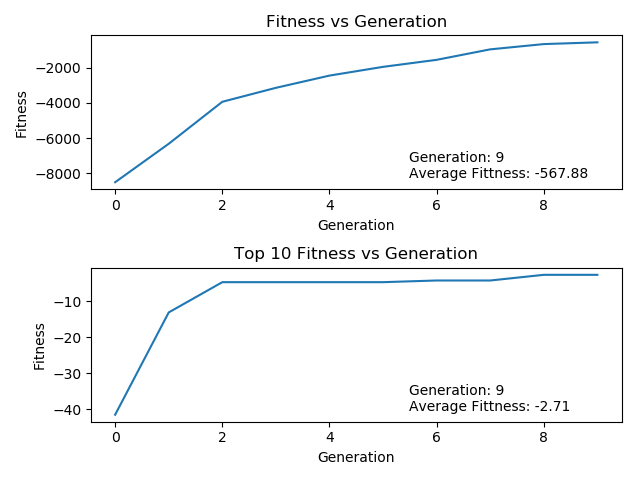 Fitness vs Generation
Fitness
−2000
−4000
−6000
−8000
Generation: 9
Average Fittness: -567.88
0 2 4 6 8
Generation
Top 10 Fitness vs Generation
Fitness
−10
−20
−30
−40
Generation: 9
Average Fittness: -2.71
0 2 4 6 8
Generation